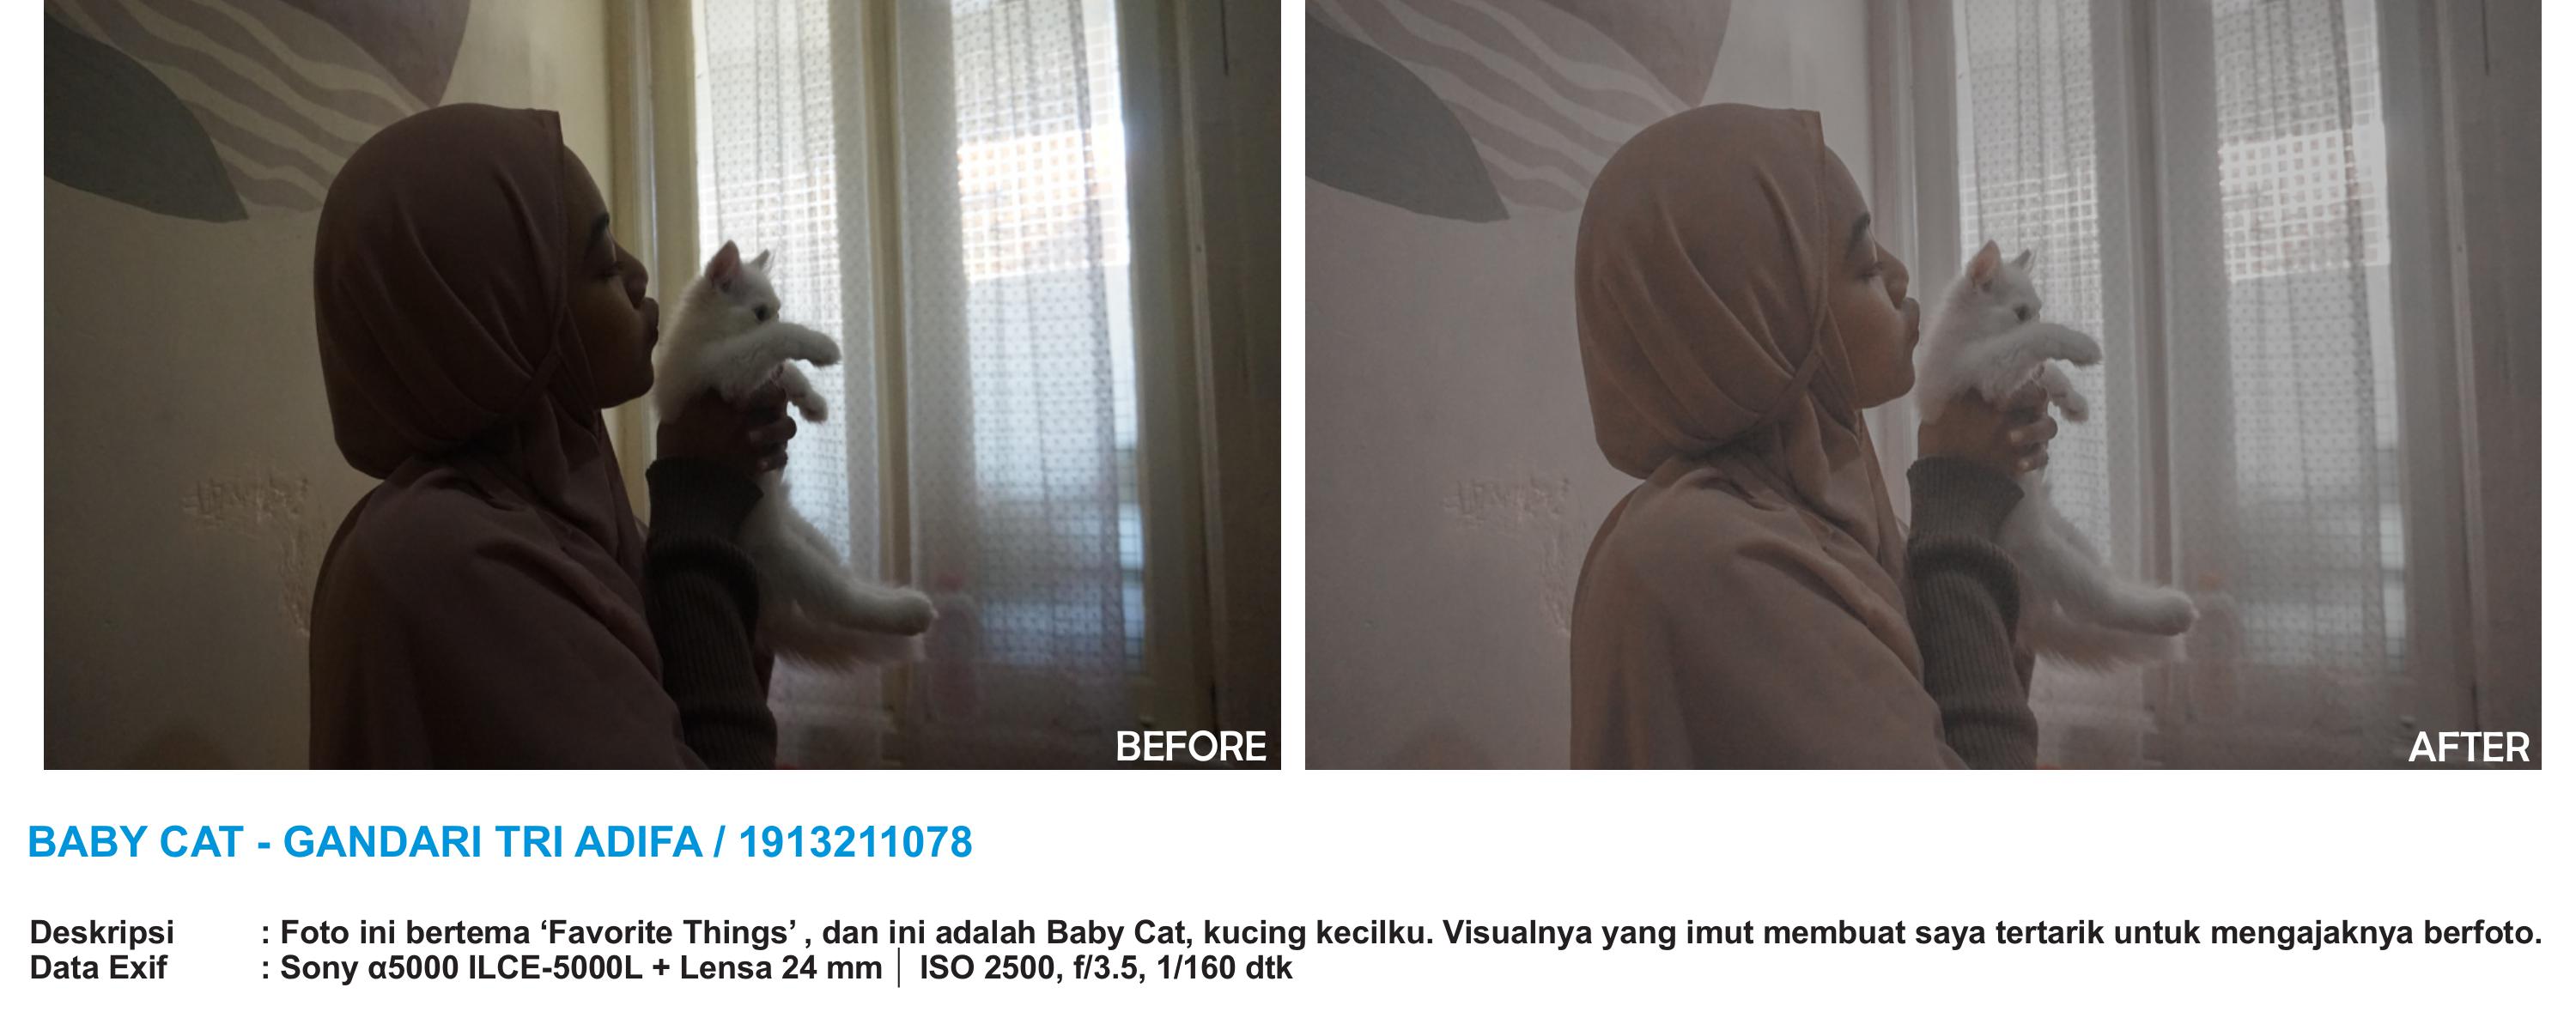 BEFORE
AFTER
BABY CAT - GANDARI TRI ADIFA / 1913211078
Deskripsi : Foto ini bertema ‘Favorite Things’ , dan ini adalah Baby Cat, kucing kecilku. Visualnya yang imut membuat saya tertarik untuk mengajaknya berfoto.
Data Exif : Sony α5000 ILCE-5000L + Lensa 24 mm | ISO 2500, f/3.5, 1/160 dtk